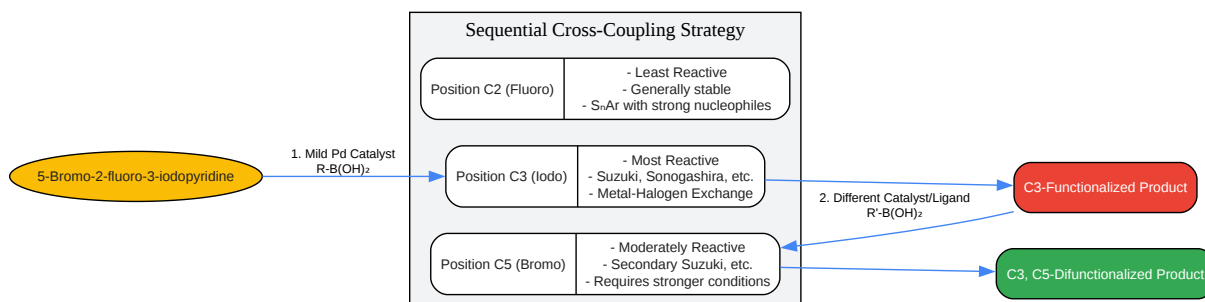 Sequential Cross-Coupling Strategy
Position C2 (Fluoro)
- Least Reactive
- Generally stable
- SₙAr with strong nucleophiles
5-Bromo-2-fluoro-3-iodopyridine
1. Mild Pd Catalyst
R-B(OH)₂
Position C3 (Iodo)
- Most Reactive
- Suzuki, Sonogashira, etc.
- Metal-Halogen Exchange
C3-Functionalized Product
2. Different Catalyst/Ligand
R'-B(OH)₂
Position C5 (Bromo)
- Moderately Reactive
- Secondary Suzuki, etc.
- Requires stronger conditions
C3, C5-Difunctionalized Product